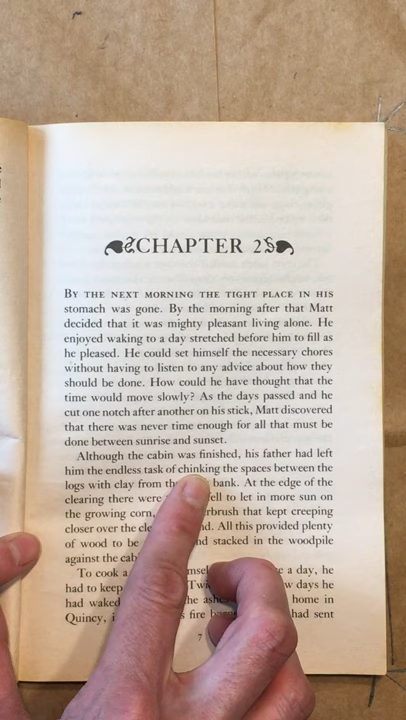 CHAPTER 2
BY THE NEXT MORNING THE TIGHT PLACE IN HIS
stomach was gone. By the morning after that Matt
decided that it was mighty pleasant living alone. He
enjoyed waking to a day stretched before him to fill as
he pleased. He could set himself the necessary chores
without having to listen to any advice about how they
should be done. How could he have thought that the
time would move slowly? As the days passed and he
cut one notch after another on his stick, Matt discovered
that there was never time enough for all that must be
done between sunrise and sunset.
Although the cabin was finished, his father had left
him the endless task of chinking the spaces between the
logs with clay from the bank. At the edge of the
clearing there were ell to let in more sun on
the growing corn, erbrush that kept creeping
closer over the cle nd. All this provided plenty
of wood to be nd stacked in the woodpile
against the cab
To cook a mself e a day, he
had to keep Twi w days he
had waked he ashe home in
Quincy, i s fire had sent
7